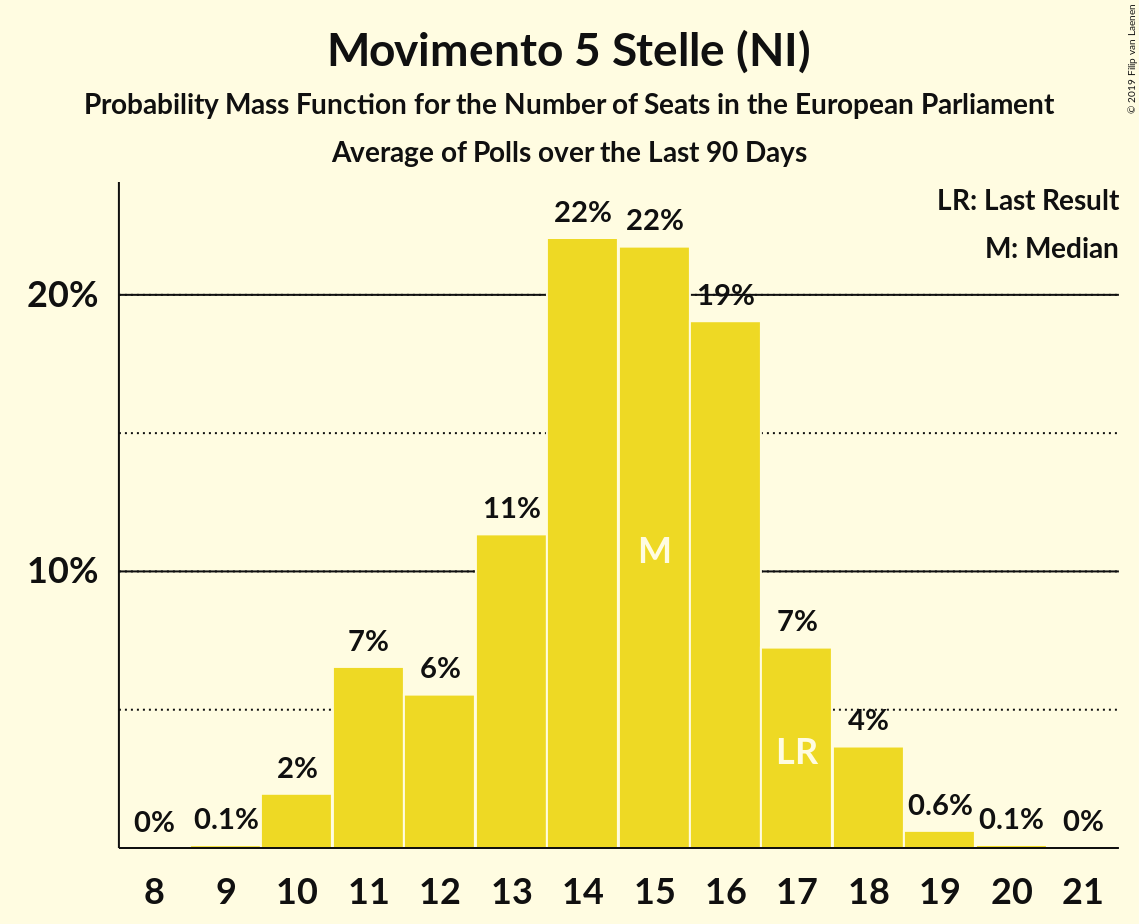 Movimento 5 Stelle (NI)
Probability Mass Function for the Number of Seats in the European Parliament
Average of Polls over the Last 90 Days
© 2019 Filip van Laenen
LR: Last Result
M: Median
20%
10%
0%
0.1%
2%
7%
6%
11%
22%
22%
19%
7%
4%
0.6%
0.1%
0%
M
LR
8 9 10 11 12 13 14 15 16 17 18 19 20 21